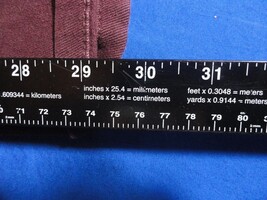 28 29 30 31
inches x 25.4 = millimeters feet x 0.3048 = meters
.609344 = kilometers inches x 2.54 = centimeters yards x 0.9144 = meters
71 72 73 74 75 76 77 78 79 80